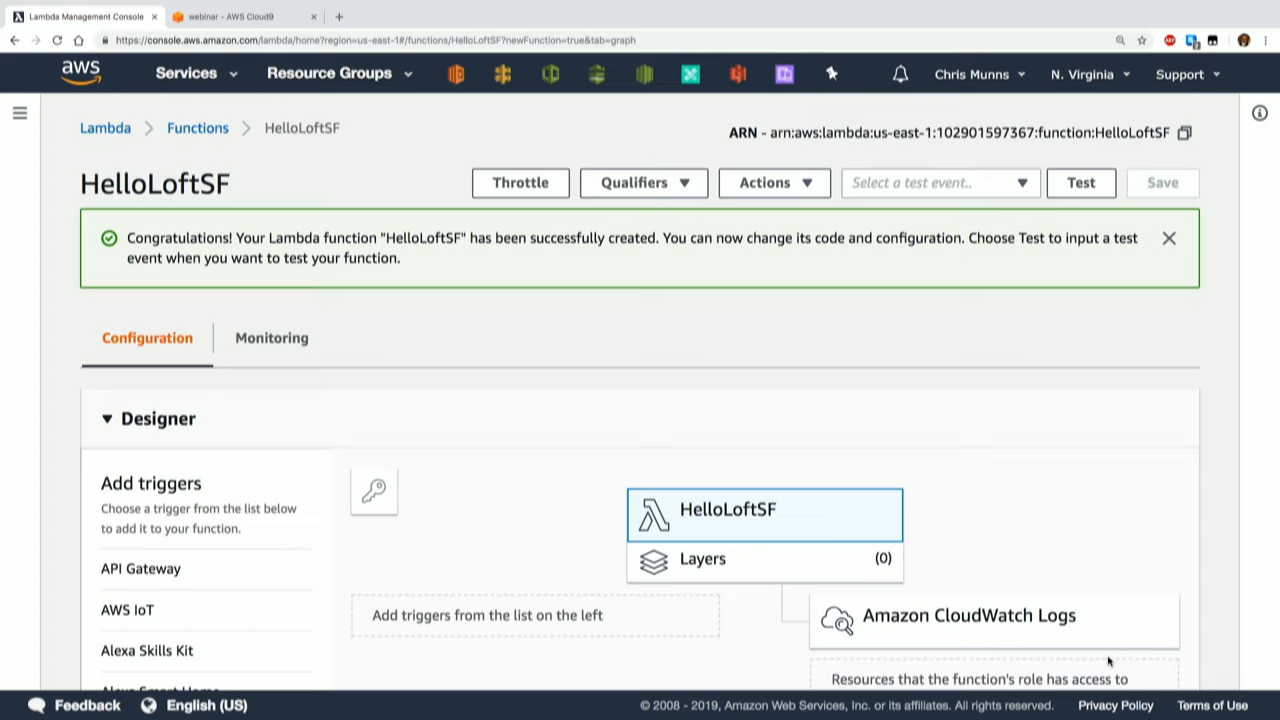 Lambda Management Console
webinar - AWS Cloud9
https://console.aws.amazon.com/lambda/home?region=us-east-1#/functions/HelloLoftSF?newFunction=true&tab=graph
aws
Services
Resource Groups
Chris Munns
N. Virginia
Support
Lambda
Functions
HelloLoftSF
ARN - arn:aws:lambda:us-east-1:102901597367:function:HelloLoftSF
HelloLoftSF
Throttle
Qualifiers
Actions
Select a test event..
Test
Save
Congratulations! Your Lambda function "HelloLoftSF" has been successfully created. You can now change its code and configuration. Choose Test to input a test
event when you want to test your function.
Configuration
Monitoring
Designer
Add triggers
Choose a trigger from the list below
to add it to your function.
API Gateway
AWS IoT
Alexa Skills Kit
HelloLoftSF
Layers
(0)
Add triggers from the list on the left
Amazon CloudWatch Logs
Resources that the function's role has access to
Feedback
English (US)
© 2008 - 2019, Amazon Web Services, Inc. or its affiliates. All rights reserved.
Privacy Policy
Terms of Use